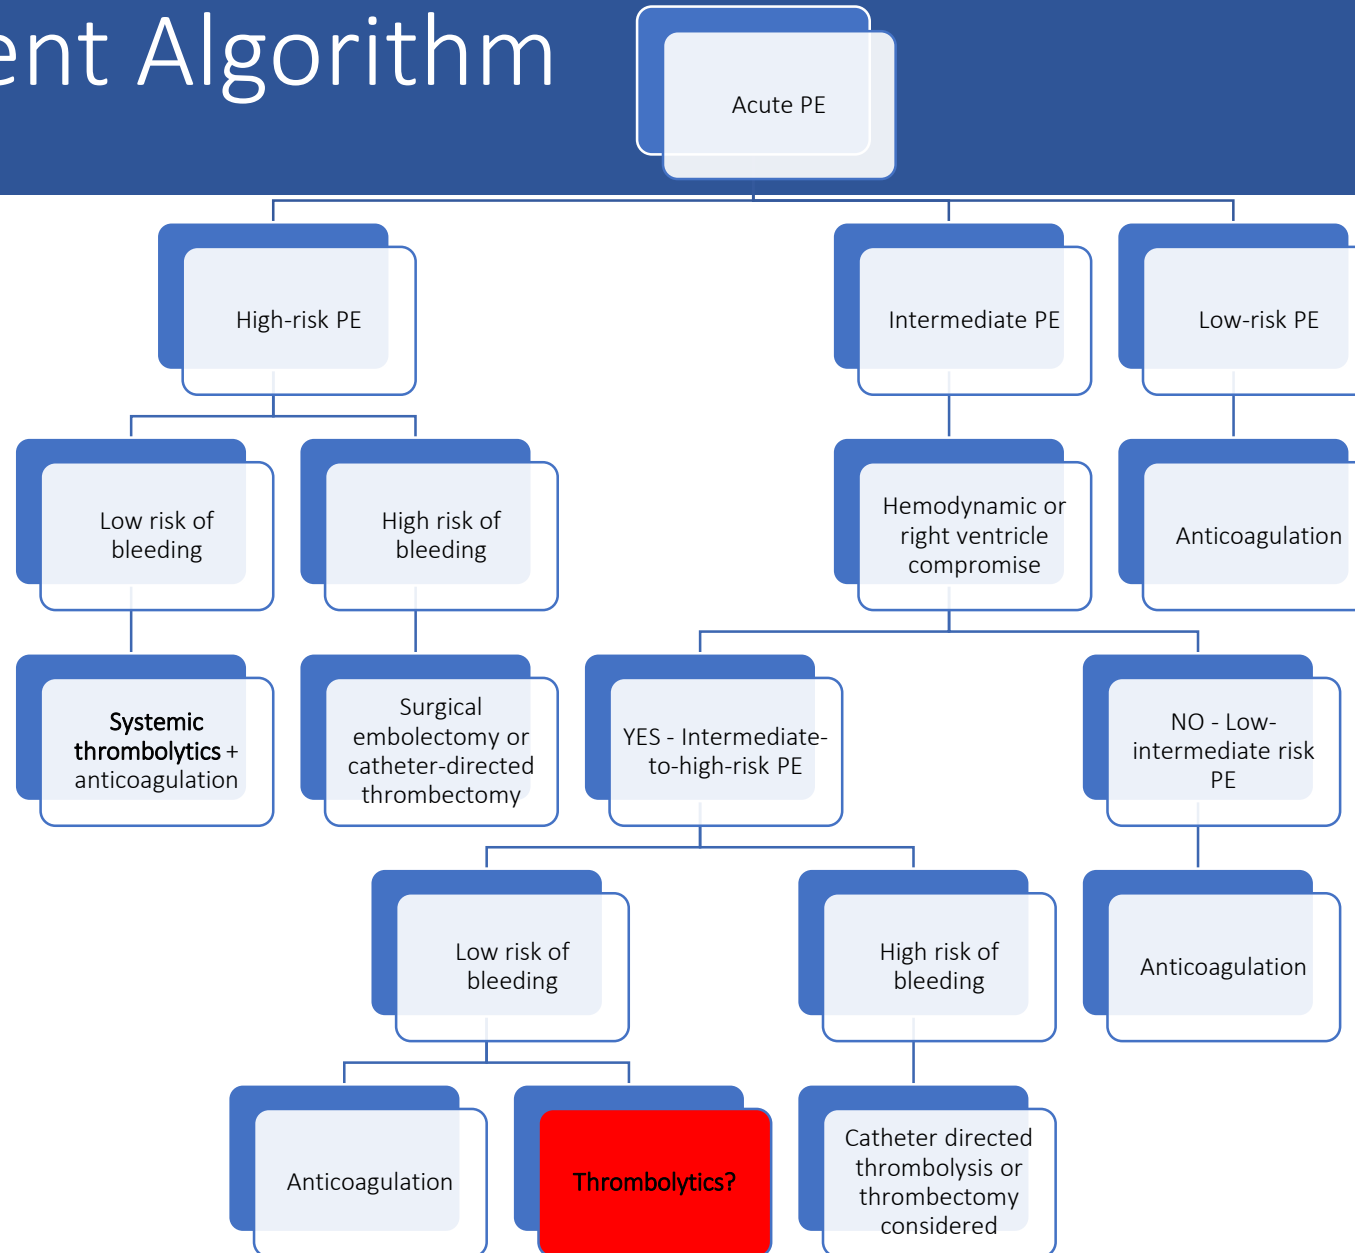 ent Algorithm
Acute PE
High-risk PE
Intermediate PE
Low-risk PE
Low risk of
bleeding
High risk of
bleeding
Hemodynamic or
right ventricle
compromise
Anticoagulation
Systemic
thrombolytics +
anticoagulation
Surgical
embolectomy or
catheter-directed
thrombectomy
YES - Intermediate-
to-high-risk PE
NO - Low-
intermediate risk
PE
Low risk of
bleeding
High risk of
bleeding
Anticoagulation
Anticoagulation
Thrombolytics?
Catheter directed
thrombolysis or
thrombectomy
considered